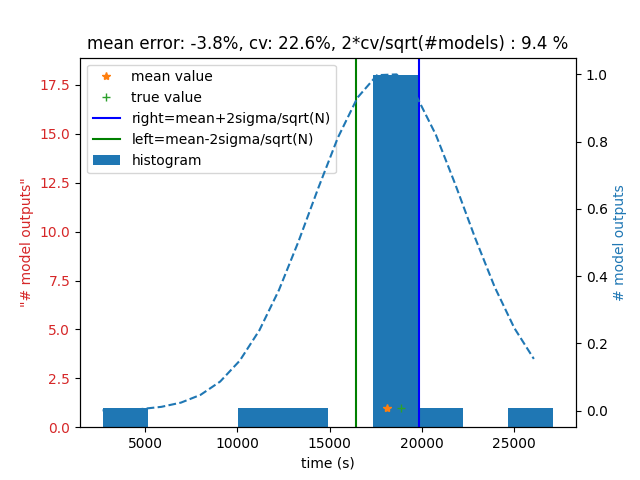 mean error: -3.8%, cv: 22.6%, 2*cv/sqrt(#models) : 9.4 %
mean value
true value
right=mean+2sigma/sqrt(N)
left=mean-2sigma/sqrt(N)
histogram
17.5
15.0
12.5
10.0
7.5
5.0
2.5
0.0
"# model outputs"
1.0
0.8
0.6
0.4
0.2
0.0
# model outputs
5000 10000 15000 20000 25000
time (s)